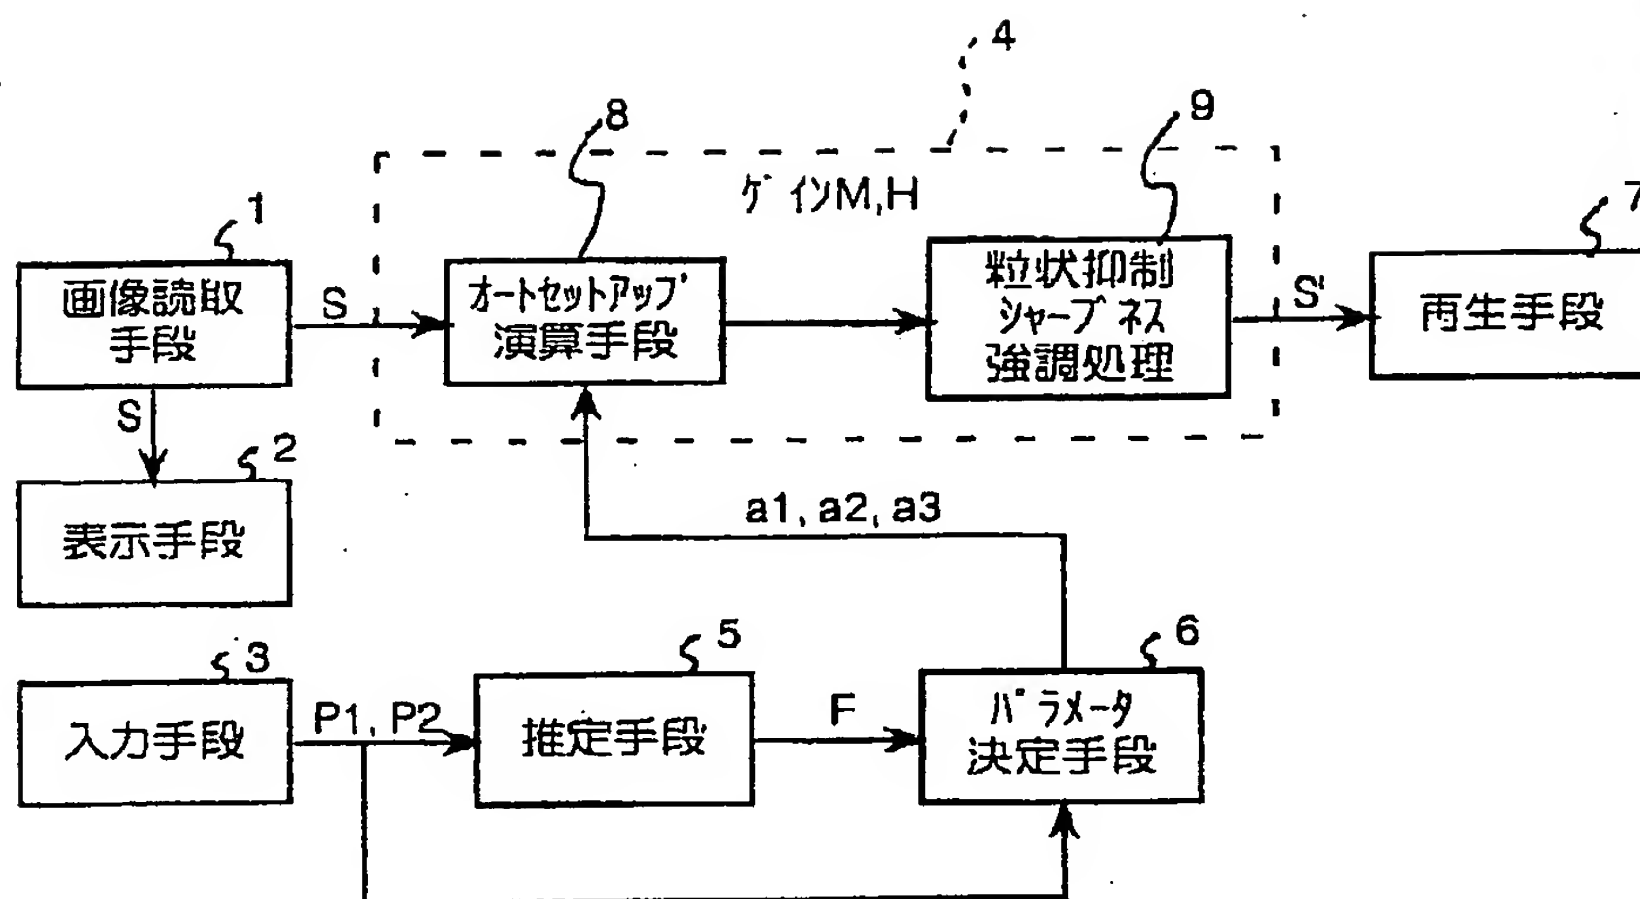 4
8
9
ゲインM,H
1
7
画像読取
手段
S
オートセットアップ
演算手段
粒状抑制
シャープネス
強調処理
S'
再生手段
S
2
表示手段
a1, a2, a3
3
5
6
入力手段
P1, P2
推定手段
F
パラメータ
決定手段